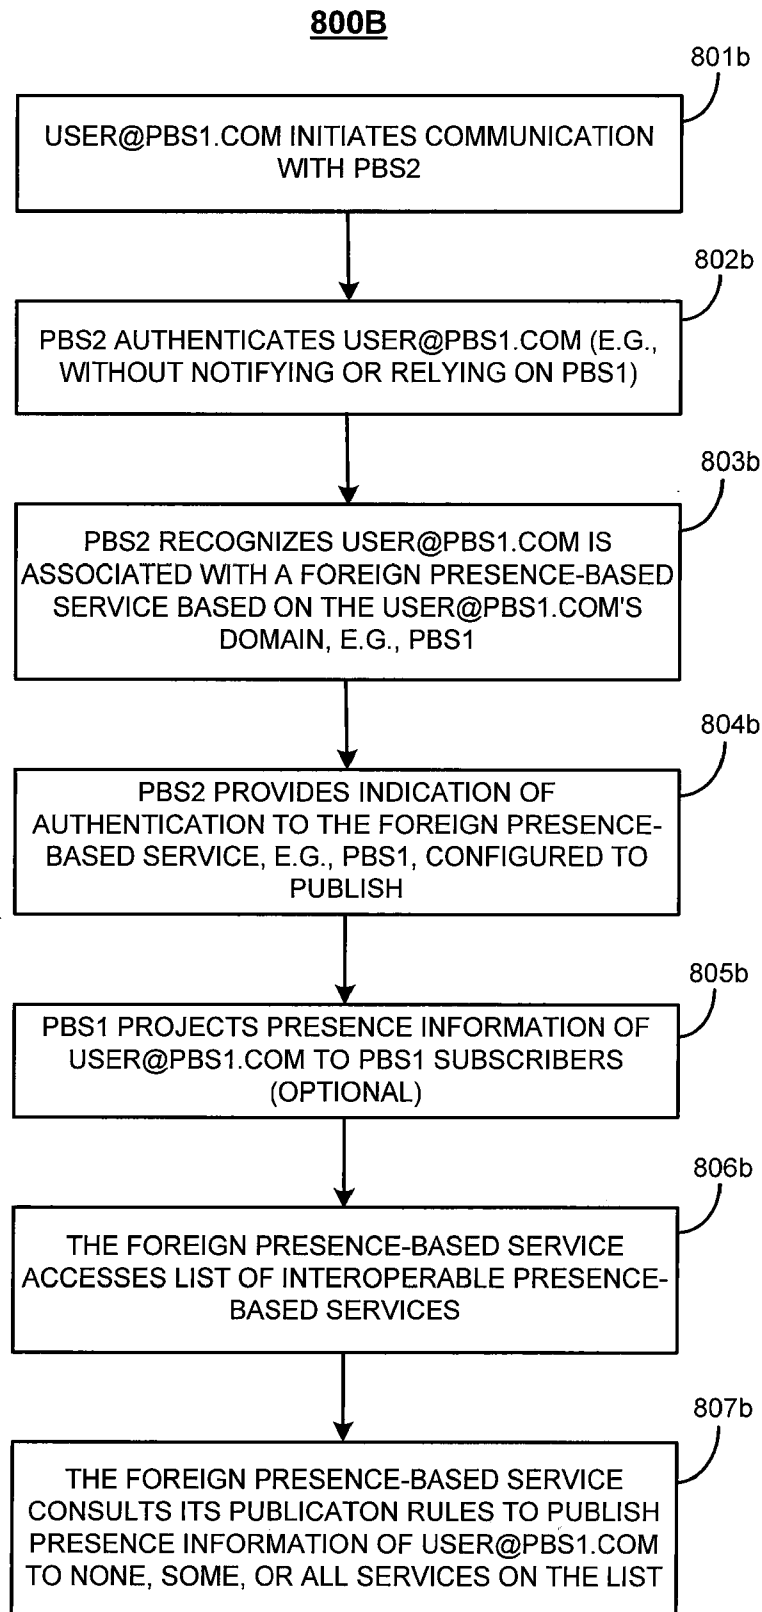 800B
801b
USER@PBS1.COM INITIATES COMMUNICATION
WITH PBS2
802b
PBS2 AUTHENTICATES USER@PBS1.COM (E.G.,
WITHOUT NOTIFYING OR RELYING ON PBS1)
803b
PBS2 RECOGNIZES USER@PBS1.COM IS
ASSOCIATED WITH A FOREIGN PRESENCE-BASED
SERVICE BASED ON THE USER@PBS1.COM'S
DOMAIN, E.G., PBS1
804b
PBS2 PROVIDES INDICATION OF
AUTHENTICATION TO THE FOREIGN PRESENCE-
BASED SERVICE, E.G., PBS1, CONFIGURED TO
PUBLISH
805b
PBS1 PROJECTS PRESENCE INFORMATION OF
USER@PBS1.COM TO PBS1 SUBSCRIBERS
(OPTIONAL)
806b
THE FOREIGN PRESENCE-BASED SERVICE
ACCESSES LIST OF INTEROPERABLE PRESENCE-
BASED SERVICES
807b
THE FOREIGN PRESENCE-BASED SERVICE
CONSULTS ITS PUBLICATON RULES TO PUBLISH
PRESENCE INFORMATION OF USER@PBS1.COM
TO NONE, SOME, OR ALL SERVICES ON THE LIST